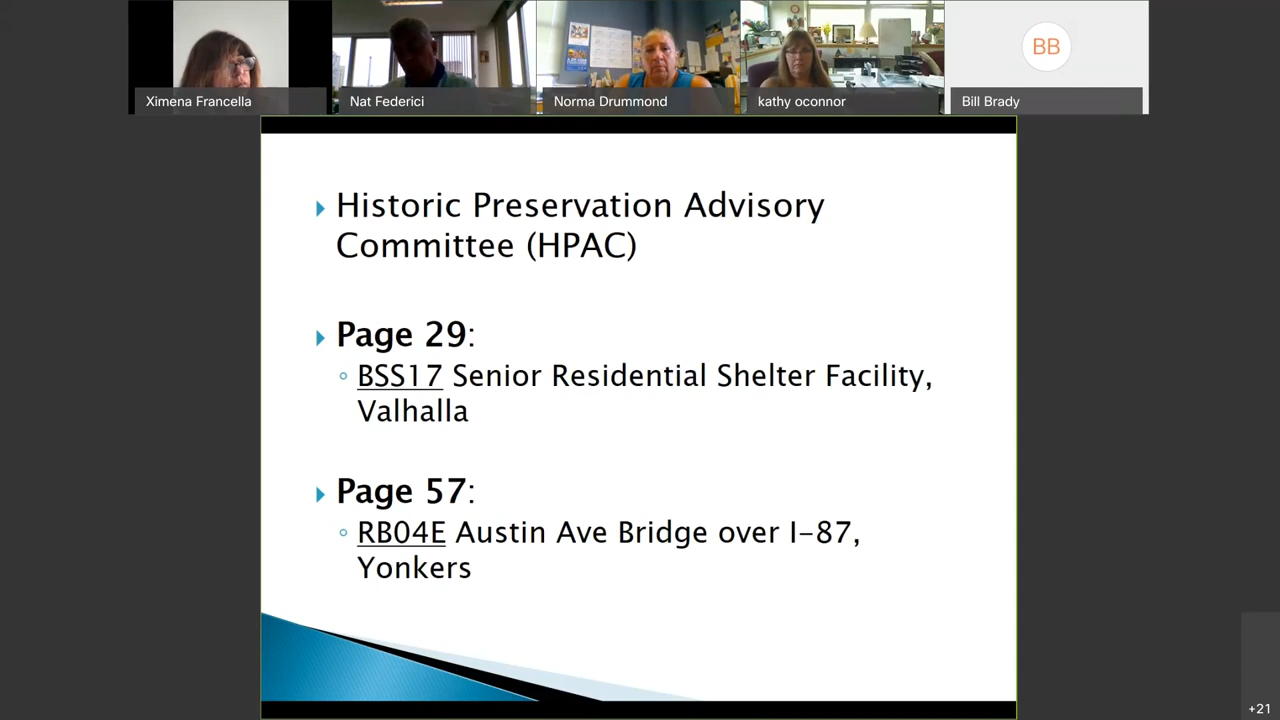 Ximena Francella
Nat Federici
Norma Drummond
kathy oconnor
BB
Bill Brady
Historic Preservation Advisory
Committee (HPAC)
Page 29:
BSS17 Senior Residential Shelter Facility,
Valhalla
Page 57:
RB04E Austin Ave Bridge over I-87,
Yonkers
+21